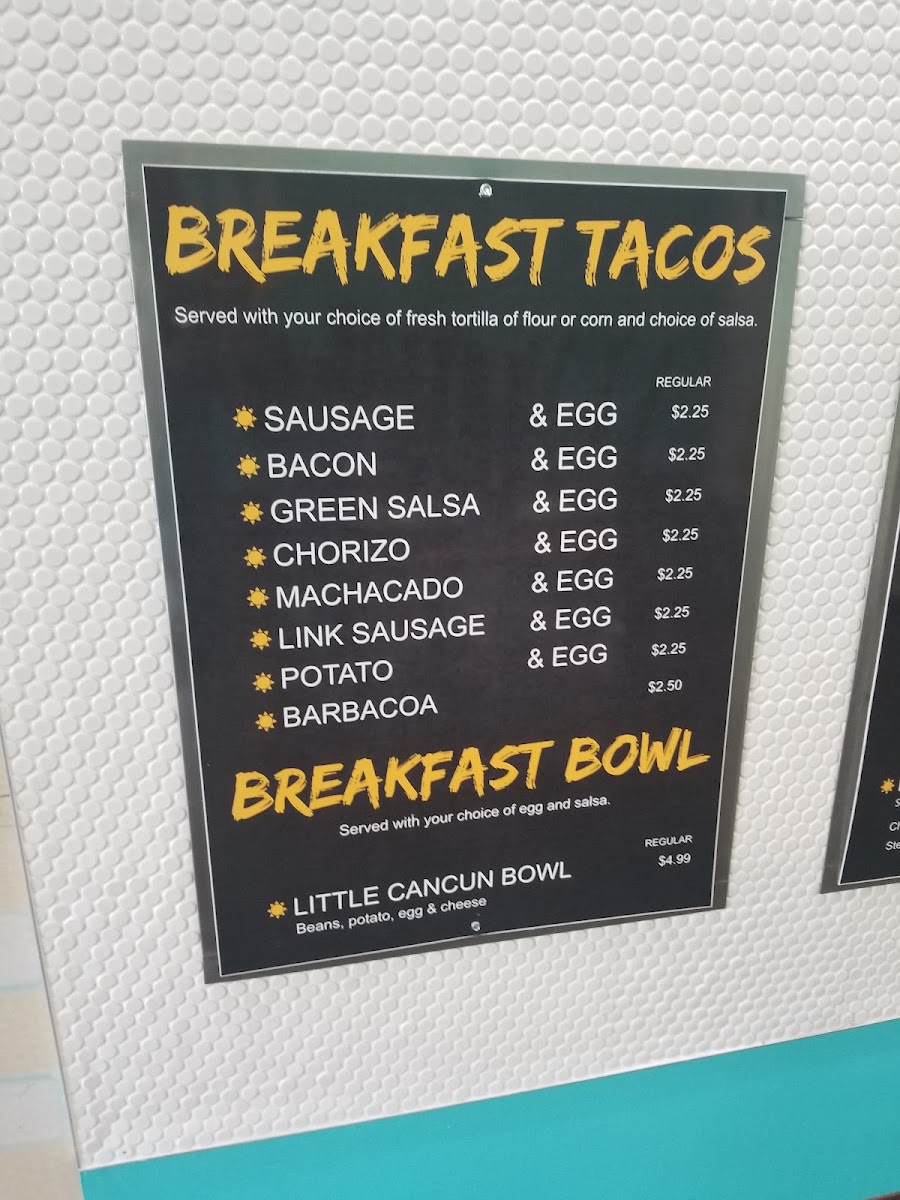 BREAKFAST TACOS
Served with your choice of fresh tortilla of flour or corn and choice of salsa.
REGULAR
SAUSAGE & EGG $2.25
BACON & EGG $2.25
GREEN SALSA & EGG $2.25
CHORIZO & EGG $2.25
MACHACADO & EGG $2.25
LINK SAUSAGE & EGG $2.25
POTATO & EGG $2.25
BARBACOA $2.50
BREAKFAST BOWL
Served with your choice of egg and salsa.
REGULAR
LITTLE CANCUN BOWL $4.99
Beans, potato, egg & cheese